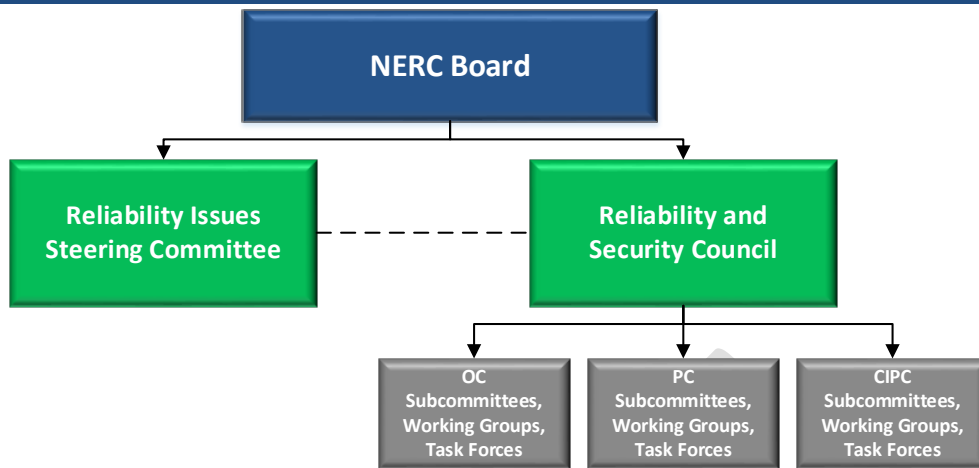 NERC Board
Reliability Issues
Steering Committee
Reliability and
Security Council
OC
Subcommittees,
Working Groups,
Task Forces
PC
Subcommittees,
Working Groups,
Task Forces
CIPC
Subcommittees,
Working Groups,
Task Forces